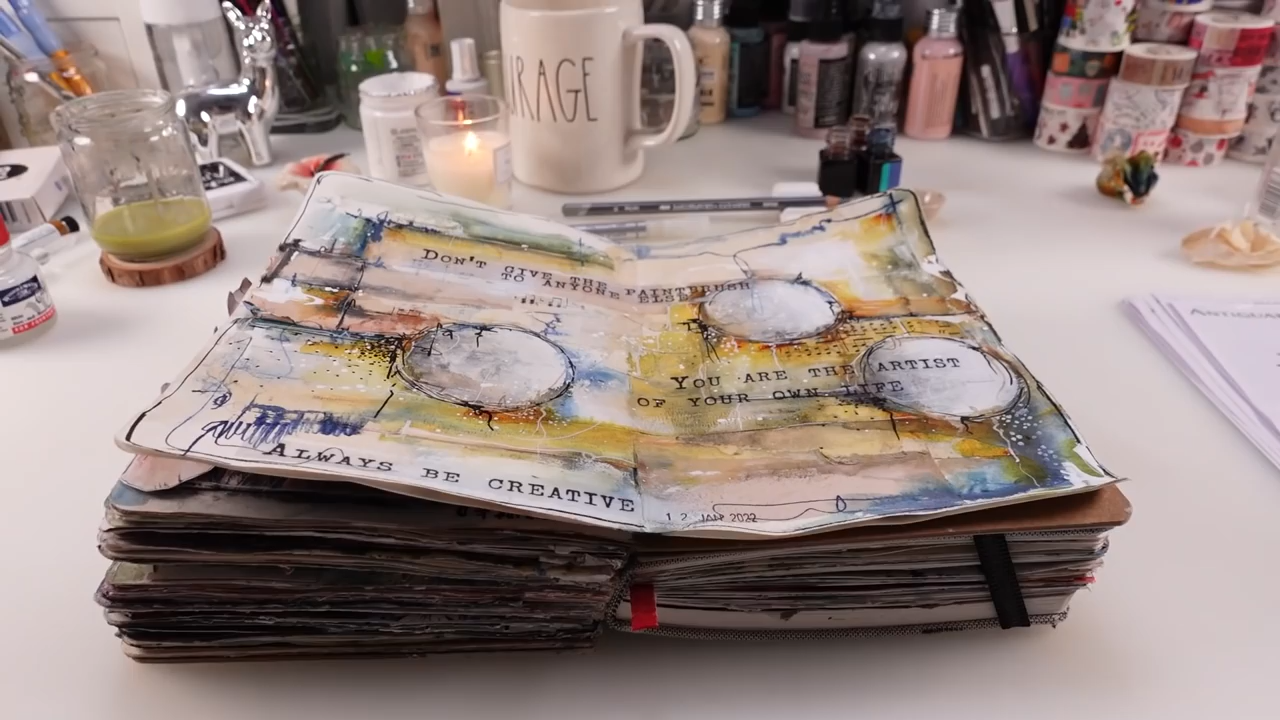 URAGE
DON'T GIVE THE PAINTBRUSH
TO ANYONE ELSE
YOU ARE THE ARTIST
OF YOUR OWN LIFE
ALWAYS BE CREATIVE
12 JAN 2022